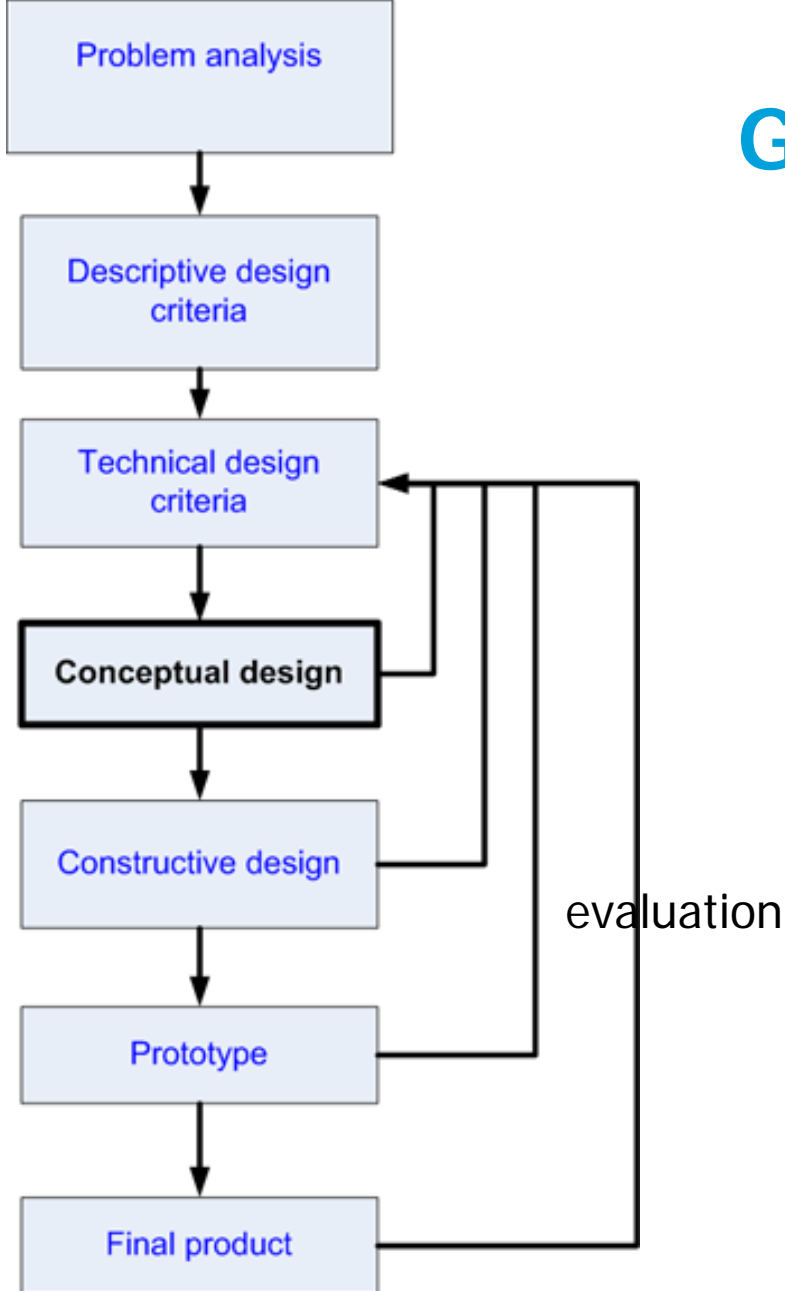 Problem analysis
G
Descriptive design
criteria
Technical design
criteria
Conceptual design
Constructive design
evaluation
Prototype
Final product